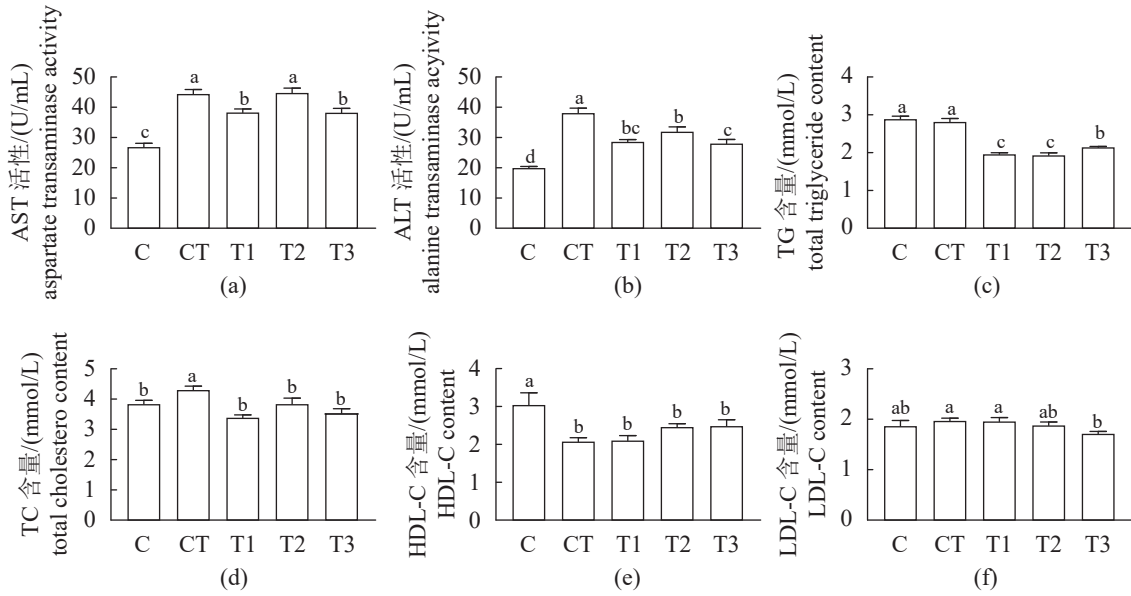 AST 活性/(U/mL)
aspartate transaminase activity
50
40
30
20
10
0
c
a
b
a
b
C CT T1 T2 T3
(a)
ALT 活性/(U/mL)
alanine transaminase acyivity
50
40
30
20
10
0
d
a
bc
b
c
C CT T1 T2 T3
(b)
TG 含量/(mmol/L)
total triglyceride content
4
3
2
1
0
a
a
c
c
b
C CT T1 T2 T3
(c)
TC 含量/(mmol/L)
total cholestero content
5
4
3
2
1
0
b
a
b
b
b
C CT T1 T2 T3
(d)
HDL-C 含量/(mmol/L)
HDL-C content
4
3
2
1
0
a
b
b
b
b
C CT T1 T2 T3
(e)
LDL-C 含量/(mmol/L)
LDL-C content
3
2
1
0
ab
a
a
ab
b
C CT T1 T2 T3
(f)